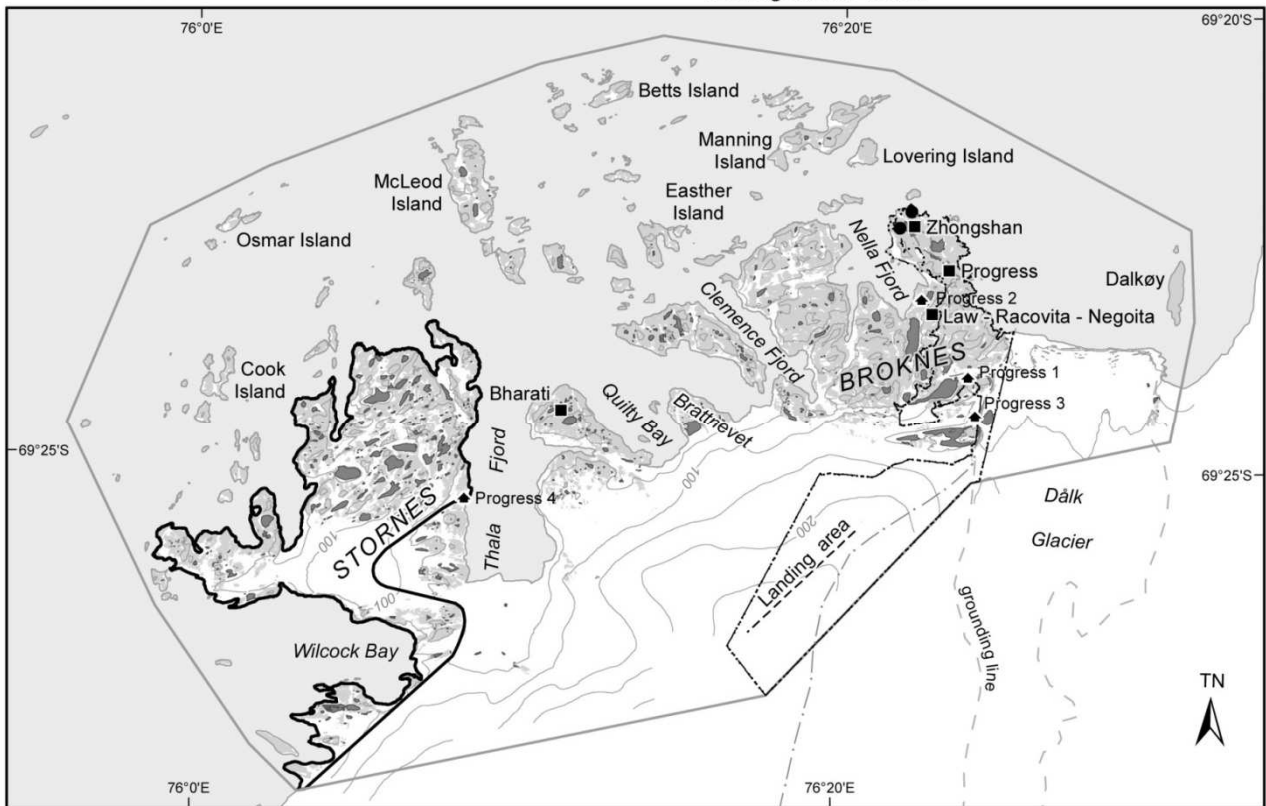 76°0'E
76°20'E
69°20'S
Betts Island
Manning
Island
Lovering Island
McLeod
Island
Easther
Island
Osmar Island
Nella Fjord
Zhongshan
Progress
Dalkøy
Progress 2
Law - Racovita - Negoita
Clemence Fjord
BROKNES
Cook
Island
Progress 1
Bharati
Quilty Bay
Brattnevet
Progress 3
69°25'S
100
69°25'S
Thala Fjord
Progress 4
STORNES
Dålk
Glacier
200
Landing area
100
100
grounding line
Wilcock Bay
TN
76°0'E
76°20'E